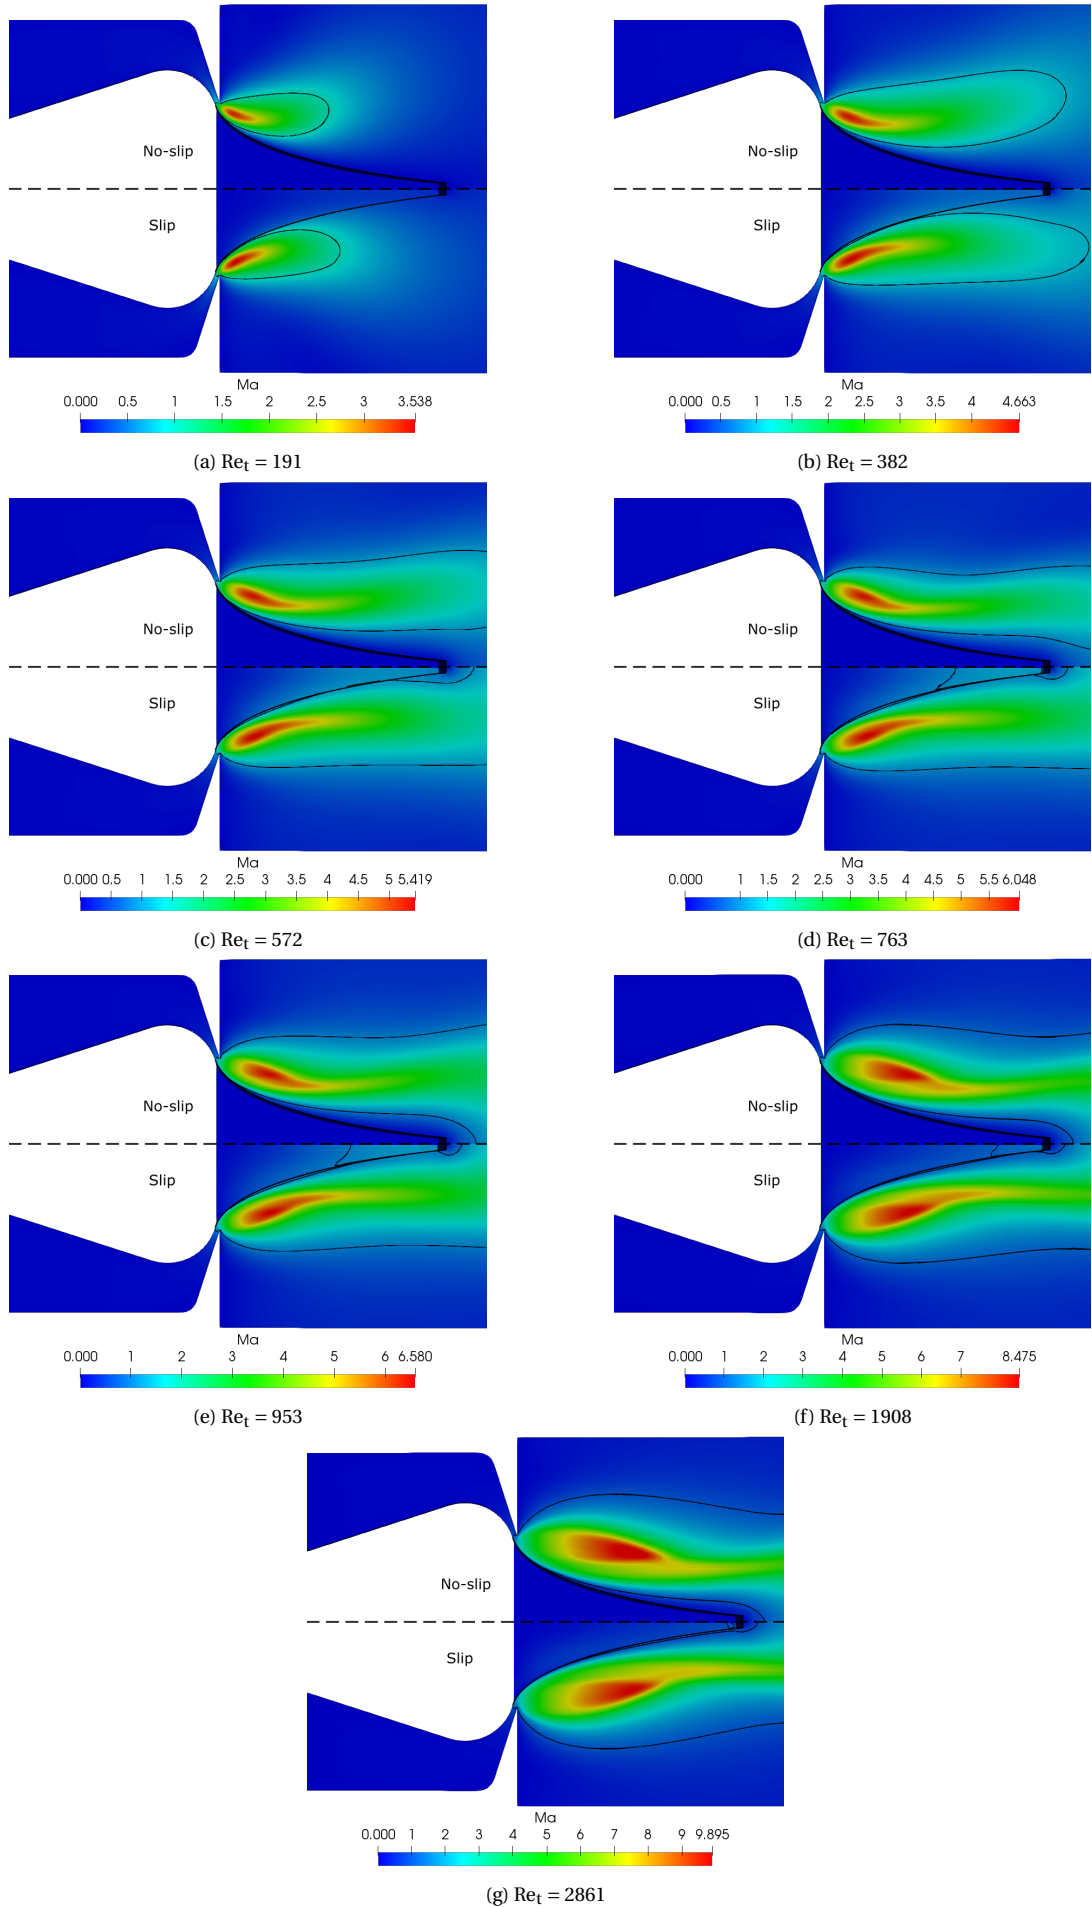 No-slip
Slip
Ma
0.000 0.5 1 1.5 2 2.5 3 3.538
(a) Reₜ = 191
No-slip
Slip
Ma
0.000 0.5 1 1.5 2 2.5 3 3.5 4 4.663
(b) Reₜ = 382
No-slip
Slip
Ma
0.000 0.5 1 1.5 2 2.5 3 3.5 4 4.5 5 5.419
(c) Reₜ = 572
No-slip
Slip
Ma
0.000 1 1.5 2 2.5 3 3.5 4 4.5 5 5.5 6.048
(d) Reₜ = 763
No-slip
Slip
Ma
0.000 1 2 3 4 5 6 6.580
(e) Reₜ = 953
No-slip
Slip
Ma
0.000 1 2 3 4 5 6 7 8.475
(f) Reₜ = 1908
No-slip
Slip
Ma
0.000 1 2 3 4 5 6 7 8 9 9.895
(g) Reₜ = 2861